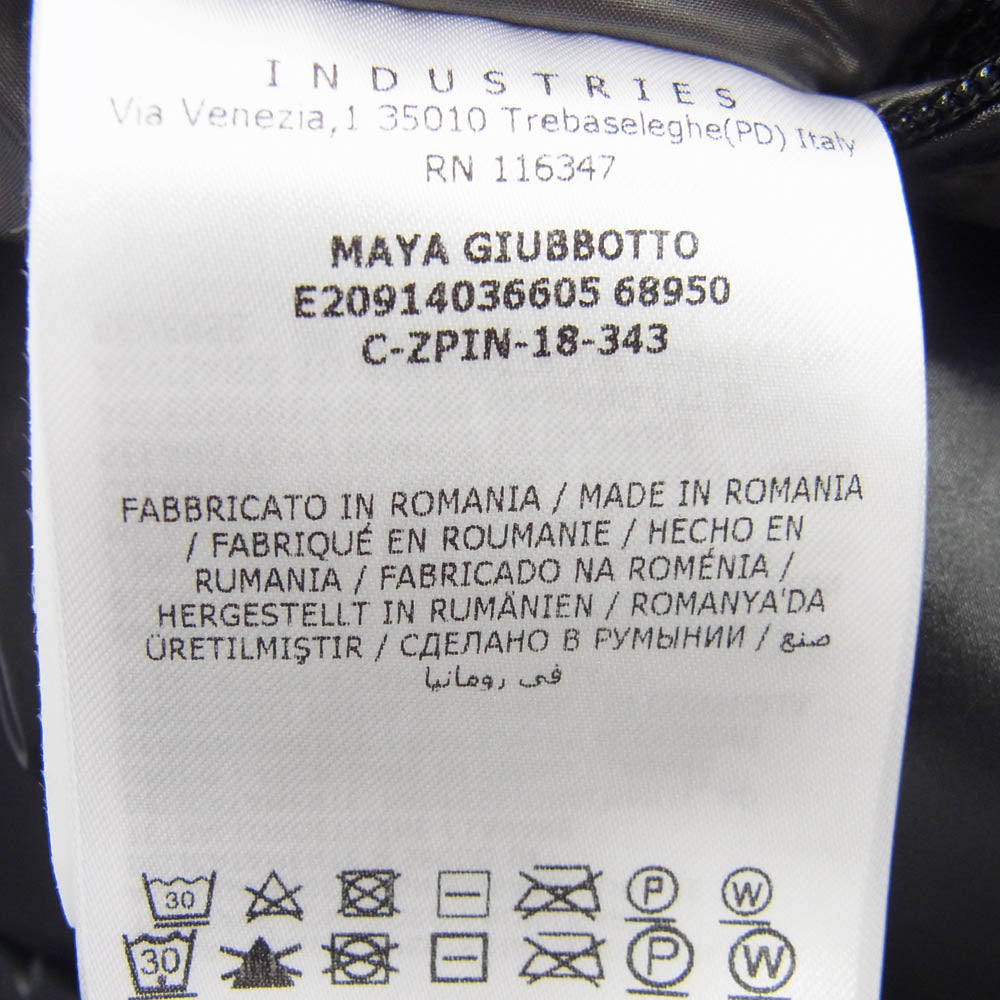 INDUSTRIES
Via Venezia,1 35010 Trebaseleghe(PD) Italy
RN 116347
MAYA GIUBBOTTO
E20914036605 68950
C-ZPIN-18-343
FABBRICATO IN ROMANIA / MADE IN ROMANIA
/ FABRIQUÉ EN ROUMANIE / HECHO EN
RUMANIA / FABRICADO NA ROMÉNIA /
HERGESTELLT IN RUMÄNIEN / ROMANYA'DA
ÜRETILMIŞTIR / СДЕЛАНО В РУМЫНИИ / صنع
في رومانيا
30 P W
30 P W